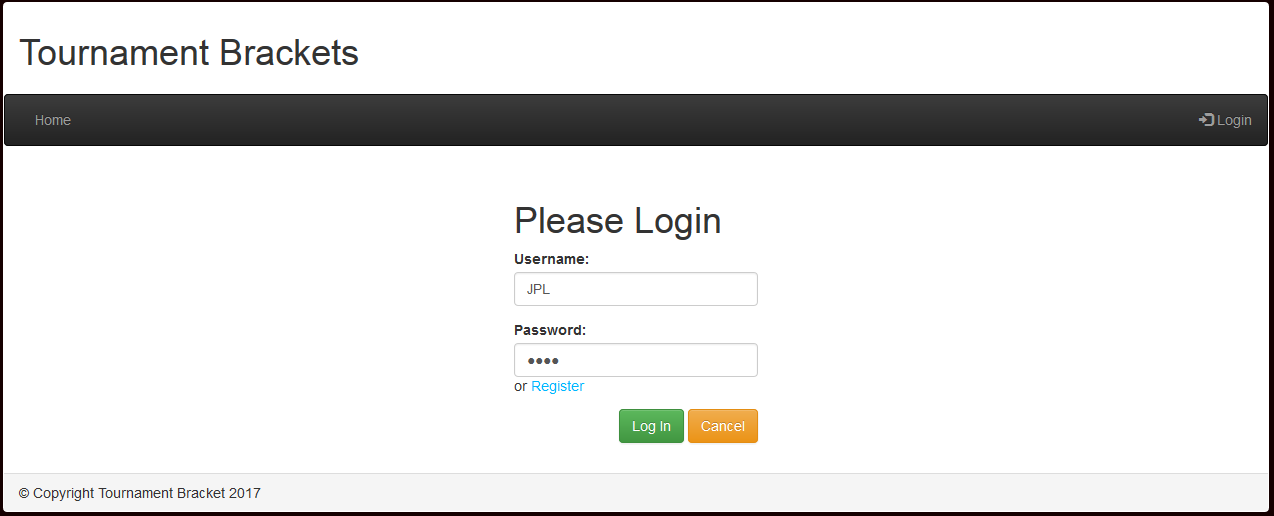 Tournament Brackets
Home Login
Please Login
Username:
JPL
Password:
••••
or Register
Log In Cancel
© Copyright Tournament Bracket 2017